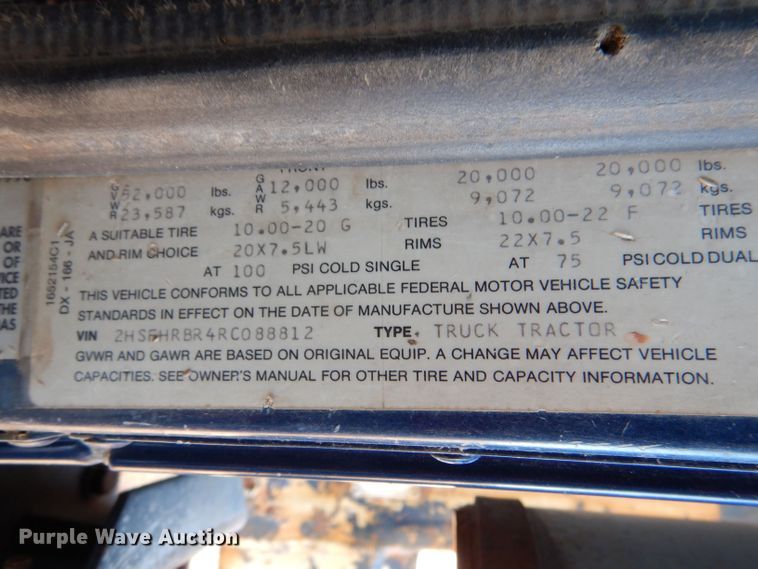 FRONT
GVWR 52,000 lbs. GAWR 12,000 lbs. 20,000 20,000 lbs.
23,587 kgs. 5,443 kgs. 9,072 9,072 kgs.
A SUITABLE TIRE 10.00-20 G TIRES 10.00-22 F TIRES
AND RIM CHOICE 20X7.5LW RIMS 22X7.5 RIMS
AT 100 PSI COLD SINGLE AT 75 PSI COLD DUAL
THIS VEHICLE CONFORMS TO ALL APPLICABLE FEDERAL MOTOR VEHICLE SAFETY
STANDARDS IN EFFECT ON THE DATE OF MANUFACTURE SHOWN ABOVE.
VIN TYPE. TRUCK TRACTOR
GVWR AND GAWR ARE BASED ON ORIGINAL EQUIP. A CHANGE MAY AFFECT VEHICLE
CAPACITIES. SEE OWNER'S MANUAL FOR OTHER TIRE AND CAPACITY INFORMATION.
1652154C1
DX - 166 - JA
ARE
OR
OF
TED
THE
Purple Wave Auction